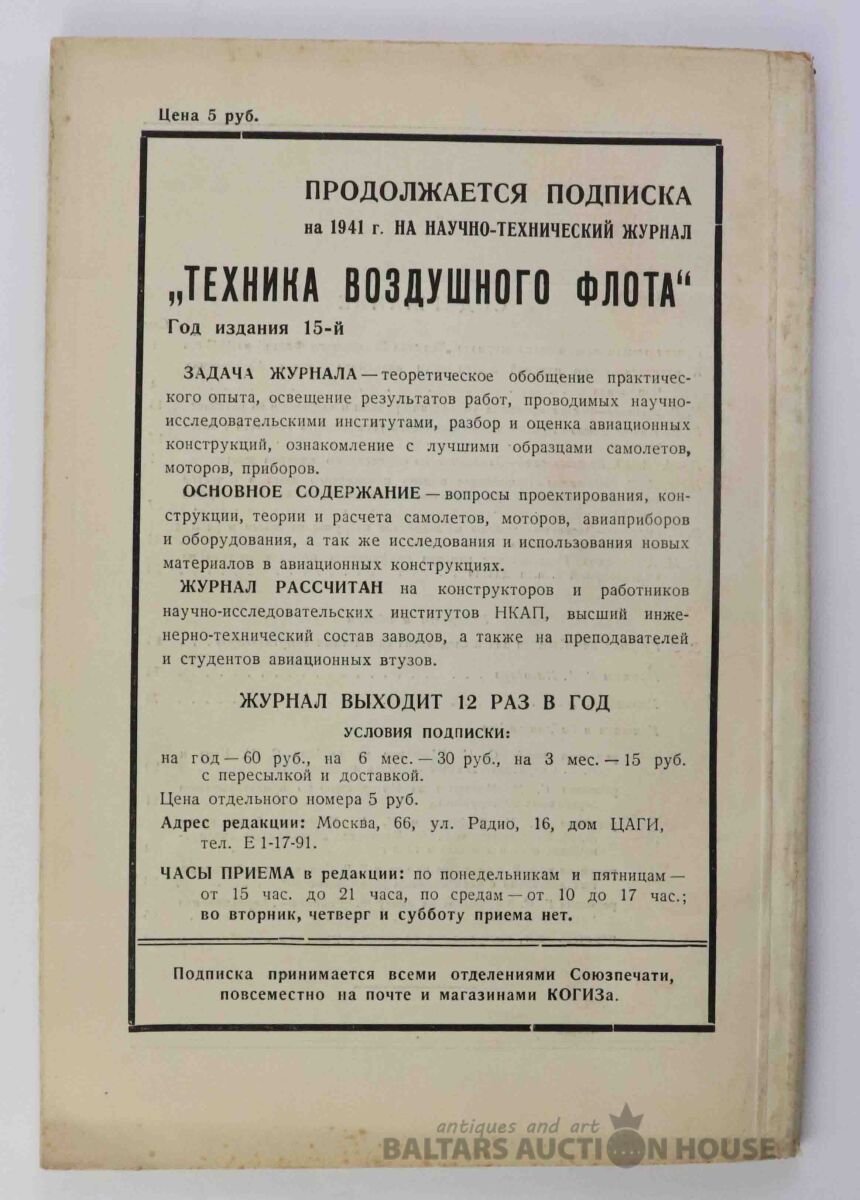 Цена 5 руб.
ПРОДОЛЖАЕТСЯ ПОДПИСКА
на 1941 г. НА НАУЧНО-ТЕХНИЧЕСКИЙ ЖУРНАЛ
„ТЕХНИКА ВОЗДУШНОГО ФЛОТА“
Год издания 15-й
ЗАДАЧА ЖУРНАЛА — теоретическое обобщение практичес-
кого опыта, освещение результатов работ, проводимых научно-
исследовательскими институтами, разбор и оценка авиационных
конструкций, ознакомление с лучшими образцами самолетов,
моторов, приборов.
ОСНОВНОЕ СОДЕРЖАНИЕ — вопросы проектирования, кон-
струкции, теории и расчета самолетов, моторов, авиаприборов
и оборудования, а так же исследования и использования новых
материалов в авиационных конструкциях.
ЖУРНАЛ РАССЧИТАН на конструкторов и работников
научно-исследовательских институтов НКАП, высший инже-
нерно-технический состав заводов, а также на преподавателей
и студентов авиационных втузов.
ЖУРНАЛ ВЫХОДИТ 12 РАЗ В ГОД
УСЛОВИЯ ПОДПИСКИ:
на год — 60 руб., на 6 мес. — 30 руб., на 3 мес. — 15 руб.
с пересылкой и доставкой.
Цена отдельного номера 5 руб.
Адрес редакции: Москва, 66, ул. Радио, 16, дом ЦАГИ,
тел. Е 1-17-91.
ЧАСЫ ПРИЕМА в редакции: по понедельникам и пятницам —
от 15 час. до 21 часа, по средам — от 10 до 17 час.;
во вторник, четверг и субботу приема нет.
Подписка принимается всеми отделениями Союзпечати,
повсеместно на почте и магазинами КОГИЗа.
antiques and art
BALTARS AUCTION HOUSE